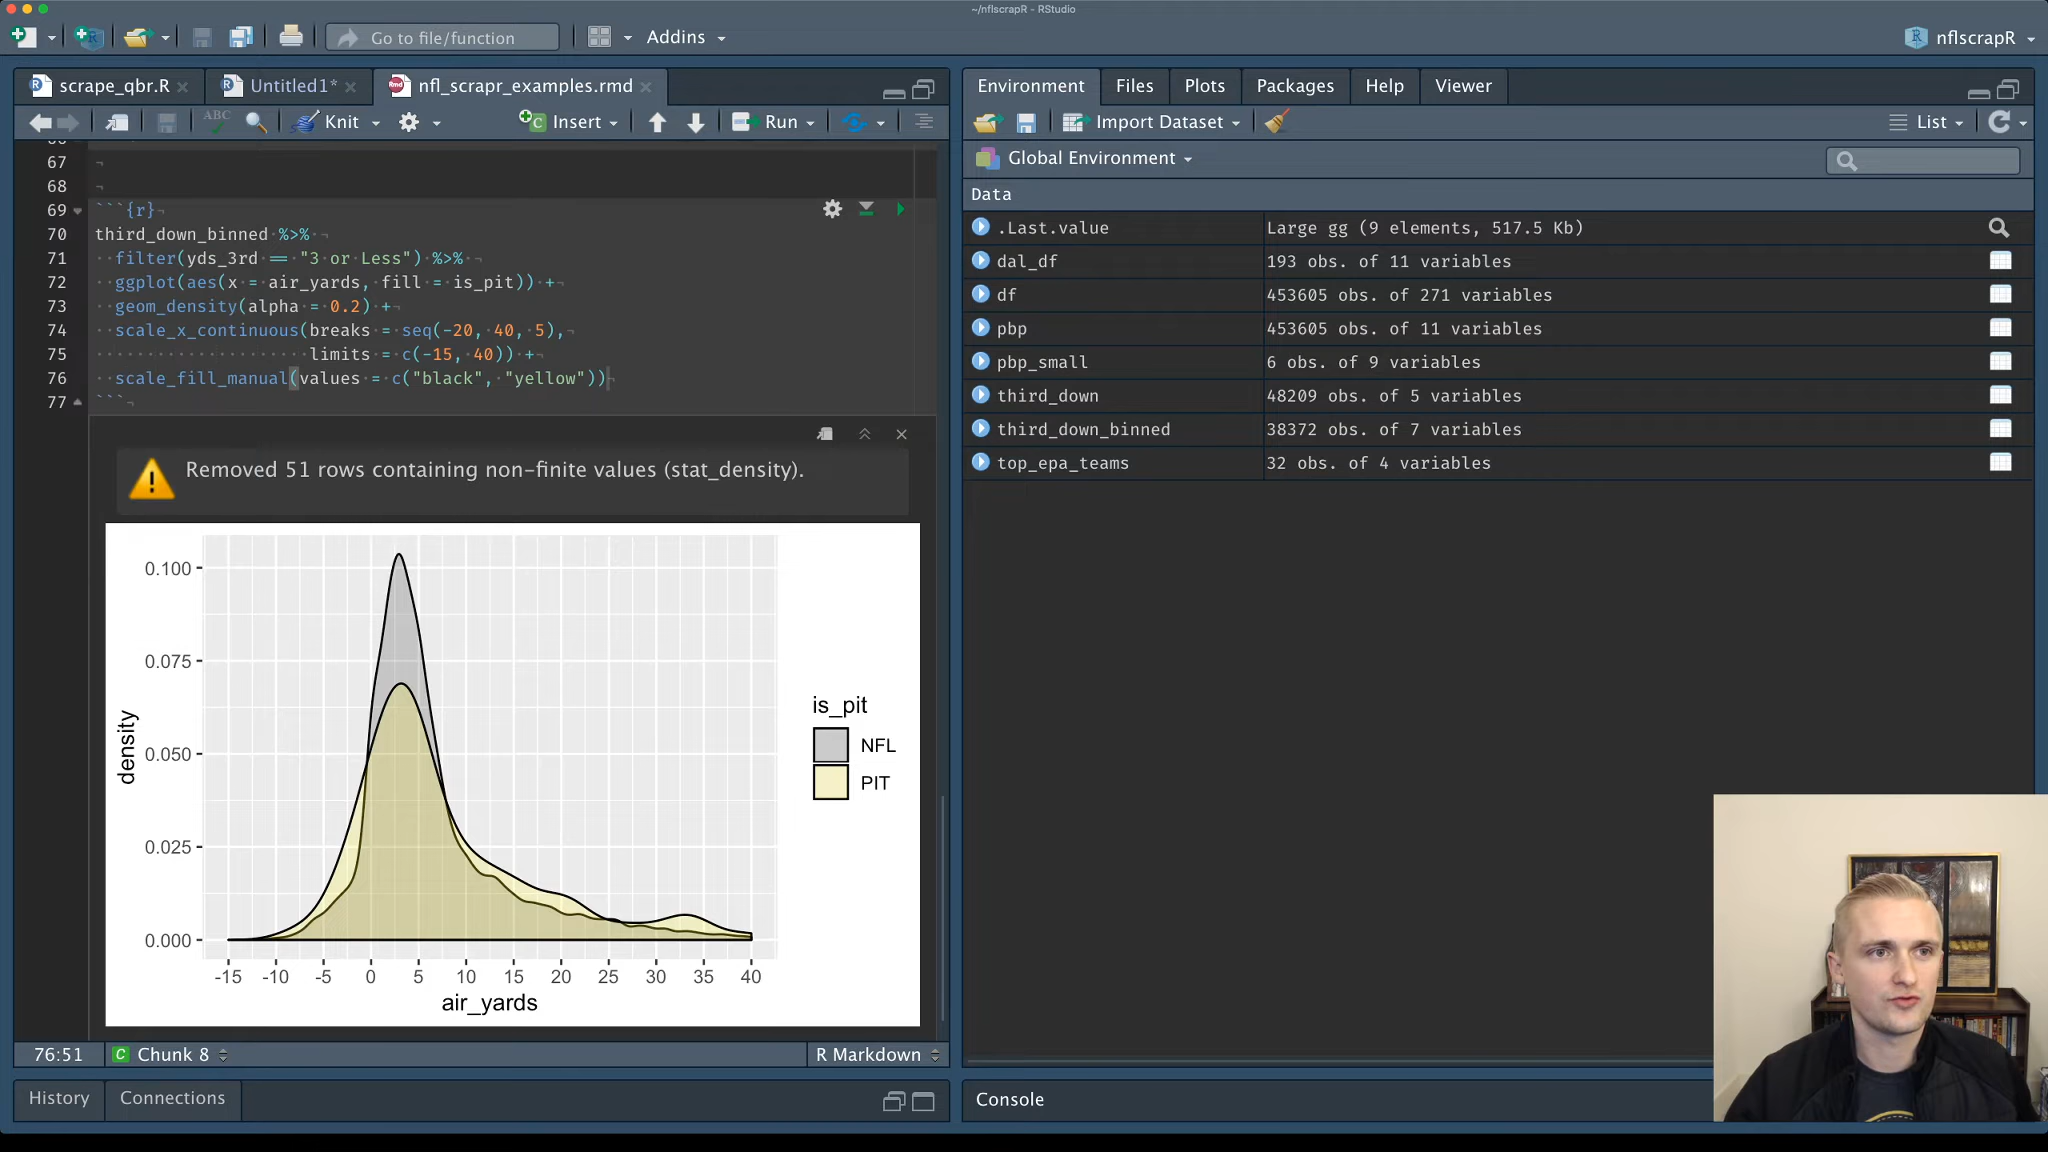 ~/nflscrapR - RStudio
Go to file/function
Addins
nflscrapR
scrape_qbr.R
Untitled1*
nfl_scrapr_examples.rmd
ABC
Knit
Insert
Run
67
68
69 ```{r}
70 third_down_binned %>%
71 filter(yds_3rd == "3 or Less") %>%
72 ggplot(aes(x = air_yards, fill = is_pit)) +
73 geom_density(alpha = 0.2) +
74 scale_x_continuous(breaks = seq(-20, 40, 5),
75 limits = c(-15, 40)) +
76 scale_fill_manual(values = c("black", "yellow"))
77 ```
Removed 51 rows containing non-finite values (stat_density).
0.100
0.075
0.050
0.025
0.000
density
-15 -10 -5 0 5 10 15 20 25 30 35 40
air_yards
is_pit
NFL
PIT
76:51
Chunk 8
R Markdown
History
Connections
Environment
Files
Plots
Packages
Help
Viewer
Import Dataset
List
Global Environment
Data
.Last.value Large gg (9 elements, 517.5 Kb)
dal_df 193 obs. of 11 variables
df 453605 obs. of 271 variables
pbp 453605 obs. of 11 variables
pbp_small 6 obs. of 9 variables
third_down 48209 obs. of 5 variables
third_down_binned 38372 obs. of 7 variables
top_epa_teams 32 obs. of 4 variables
Console